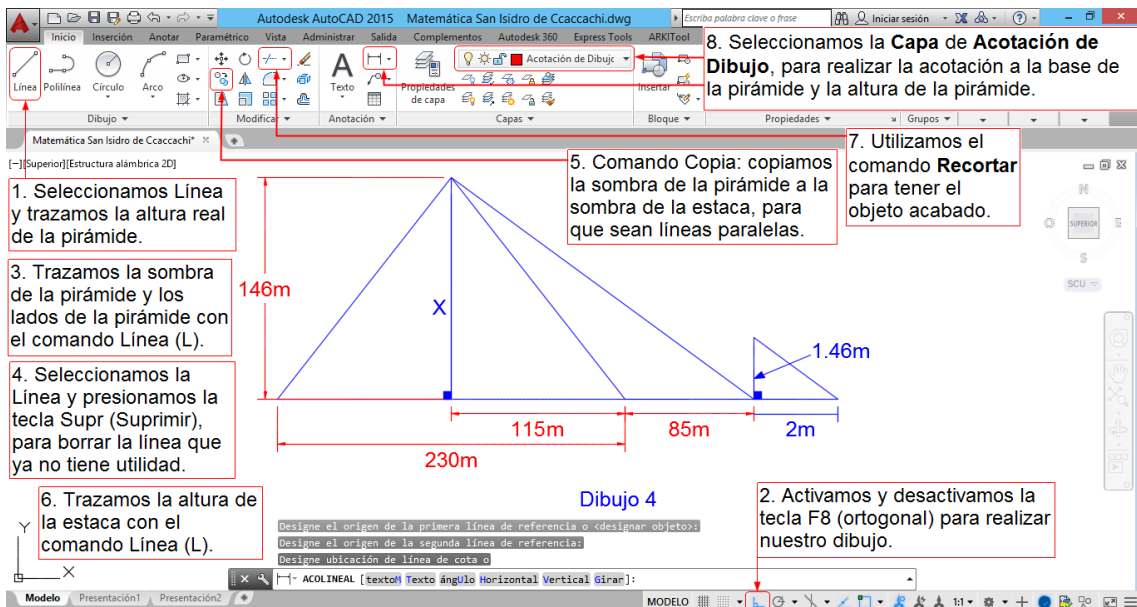 Autodesk AutoCAD 2015 Matemática San Isidro de Ccaccachi.dwg
Escriba palabra clave o frase
Iniciar sesión
Inicio Inserción Anotar Paramétrico Vista Administrar Salida Complementos Autodesk 360 Express Tools ARKITool
Línea Polilínea Círculo Arco
Texto
Propiedades de capa
Acotación de Dibujc
Insertar
Dibujo Modificar Anotación Capas Bloque Propiedades Grupos
Matemática San Isidro de Ccaccachi*
[−][Superior][Estructura alámbrica 2D]
8. Seleccionamos la Capa de Acotación de
Dibujo, para realizar la acotación a la base de
la pirámide y la altura de la pirámide.
7. Utilizamos el
comando Recortar
para tener el
objeto acabado.
5. Comando Copia: copiamos
la sombra de la pirámide a la
sombra de la estaca, para
que sean líneas paralelas.
1. Seleccionamos Línea
y trazamos la altura real
de la pirámide.
3. Trazamos la sombra
de la pirámide y los
lados de la pirámide con
el comando Línea (L).
4. Seleccionamos la
Línea y presionamos la
tecla Supr (Suprimir),
para borrar la línea que
ya no tiene utilidad.
6. Trazamos la altura de
la estaca con el
comando Línea (L).
N
O SUPERIOR E
S
SCU
146m
X
1.46m
115m 85m 2m
230m
Dibujo 4
2. Activamos y desactivamos la
tecla F8 (ortogonal) para realizar
nuestro dibujo.
Y
X
Designe el origen de la primera línea de referencia o <designar objeto>:
Designe el origen de la segunda línea de referencia:
Designe ubicación de línea de cota o
ACOLINEAL [textoM Texto ángUlo Horizontal Vertical Girar]:
Modelo Presentación1 Presentación2
MODELO 1:1